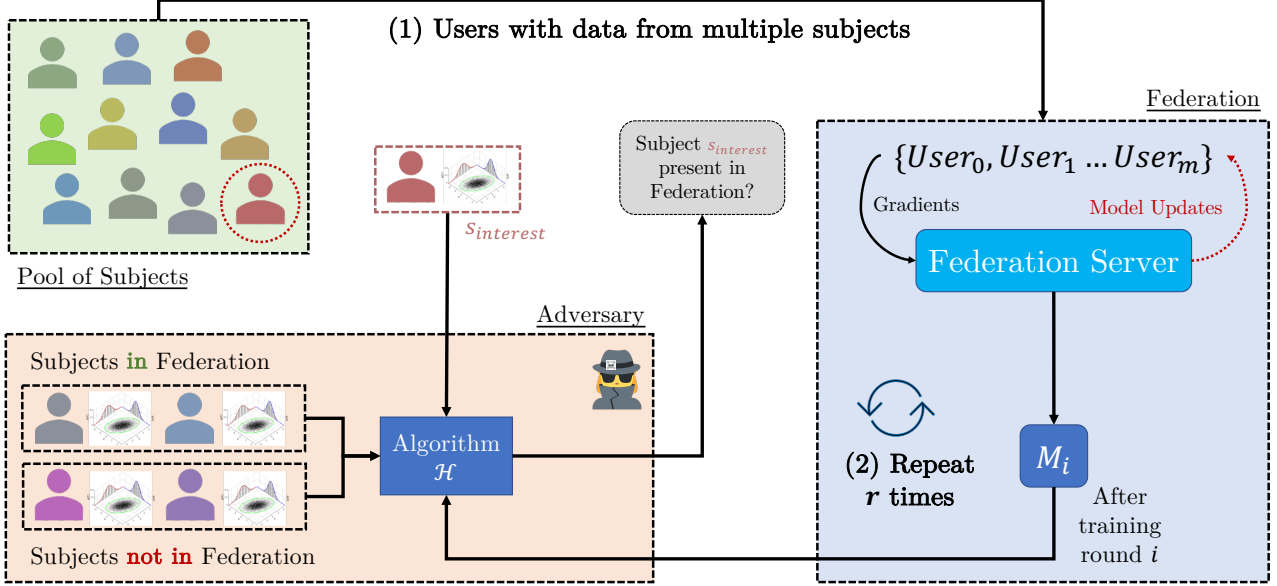 (1) Users with data from multiple subjects
Pool of Subjects
s_interest
Subject s_interest
present in
Federation?
Federation
{User_0, User_1 … User_m}
Gradients
Model Updates
Federation Server
(2) Repeat
r times
M_i
After
training
round i
Adversary
Subjects in Federation
Algorithm
ℋ
Subjects not in Federation